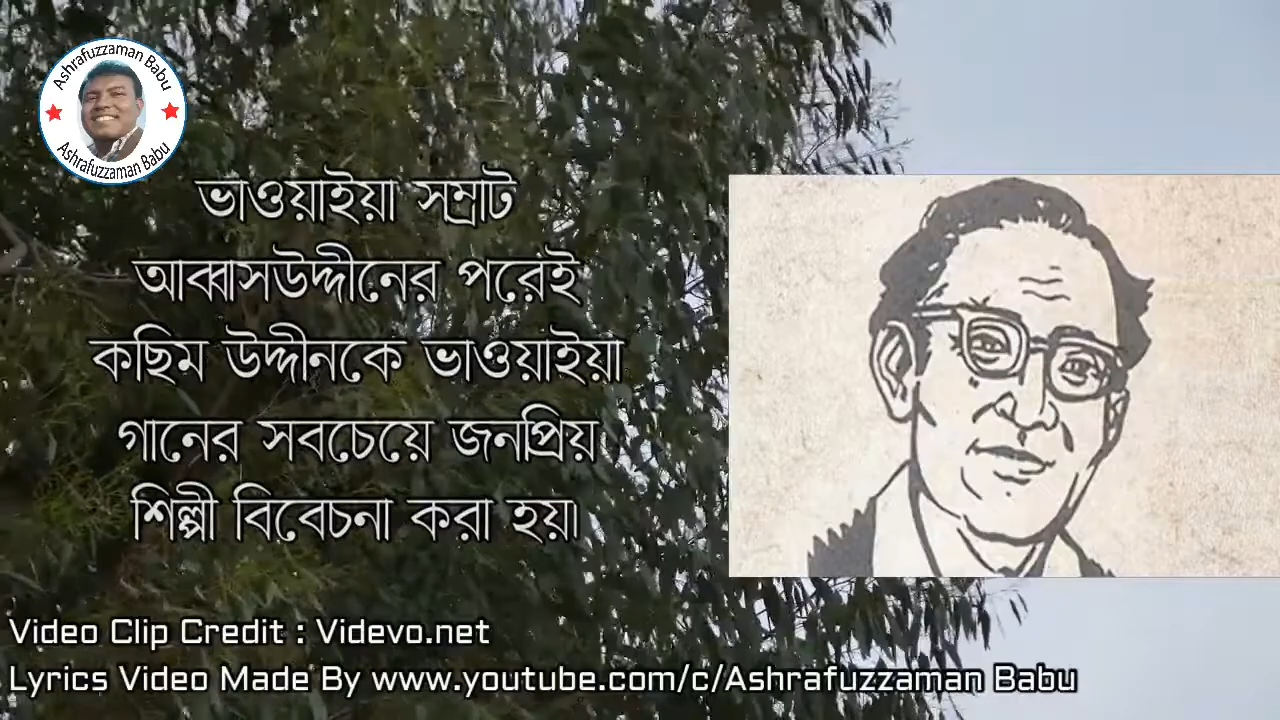 Ashrafuzzaman Babu
Ashrafuzzaman Babu
ভাওয়াইয়া সম্রাট
আব্বাসউদ্দীনের পরেই
কছিম উদ্দীনকে ভাওয়াইয়া
গানের সবচেয়ে জনপ্রিয়
শিল্পী বিবেচনা করা হয়।
Video Clip Credit : Videvo.net
Lyrics Video Made By www.youtube.com/c/Ashrafuzzaman Babu